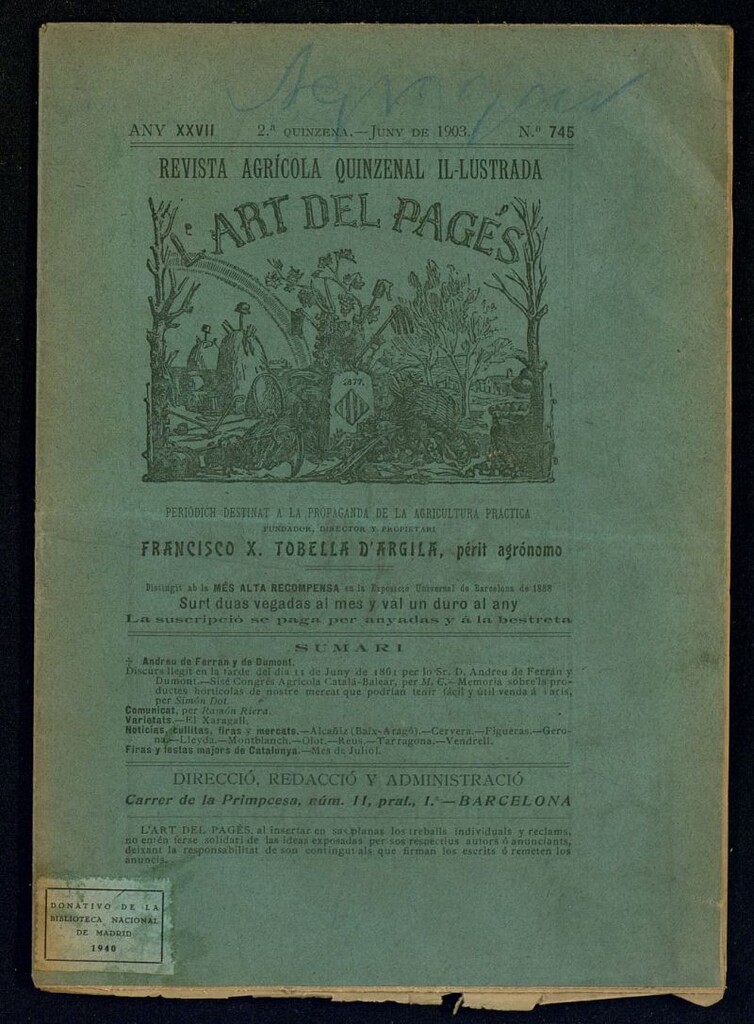 ANY XXVII 2.ª QUINZENA.—JUNY DE 1903. N.º 745
REVISTA AGRÍCOLA QUINZENAL IL-LUSTRADA
L'ART DEL PAGÉS
1877.
PERIÓDICH DESTINAT A LA PROPAGANDA DE LA AGRICULTURA PRÁCTICA
FUNDADOR, DIRECTOR Y PROPIETARI
FRANCISCO X. TOBELLA D'ARGILA, périt agrónomo
Distingit ab la MÉS ALTA RECOMPENSA en la Exposició Universal de Barcelona de 1888
Surt duas vegadas al mes y val un duro al any
La suscripció se paga per anyadas y á la bestreta
SUMARI
† Andreu de Ferrán y de Dumont.
Discurs llegit en la tarde del día 11 de Juny de 1861 per lo Sr. D. Andreu de Ferrán y
Dumont.—Sisé Congrés Agrícola Catalá-Balear, per M. C.—Memoria sobre'ls pro-
ductes hortícolas de nostre mercat que podrían tenir fácil y útil venda á París,
per Simón Dot.
Comunicat, per Ramón Riera.
Varietats.—El Xaragall.
Noticias, cullitas, firas y mercats.—Alcañiz (Baix-Aragó).—Cervera.—Figueras.—Gero-
na.—Lleyda.—Montblanch.—Olot.—Reus.—Tarragona.—Vendrell.
Firas y festas majors de Catalunya.—Mes de Juliol.
DIRECCIÓ, REDACCIÓ Y ADMINISTRACIÓ
Carrer de la Primpcesa, núm. 11, pral., 1.ª—BARCELONA
L'ART DEL PAGÉS, al insertar en sas planas los treballs individuals y reclams,
no entén ferse solidari de las ideas exposadas per sos respectius autors ó anunciants,
deixant la responsabilitat de son contingut als que firman los escrits ó remeten los
anuncis.
DONATIVO DE LA
BIBLIOTECA NACIONAL
DE MADRID
1940